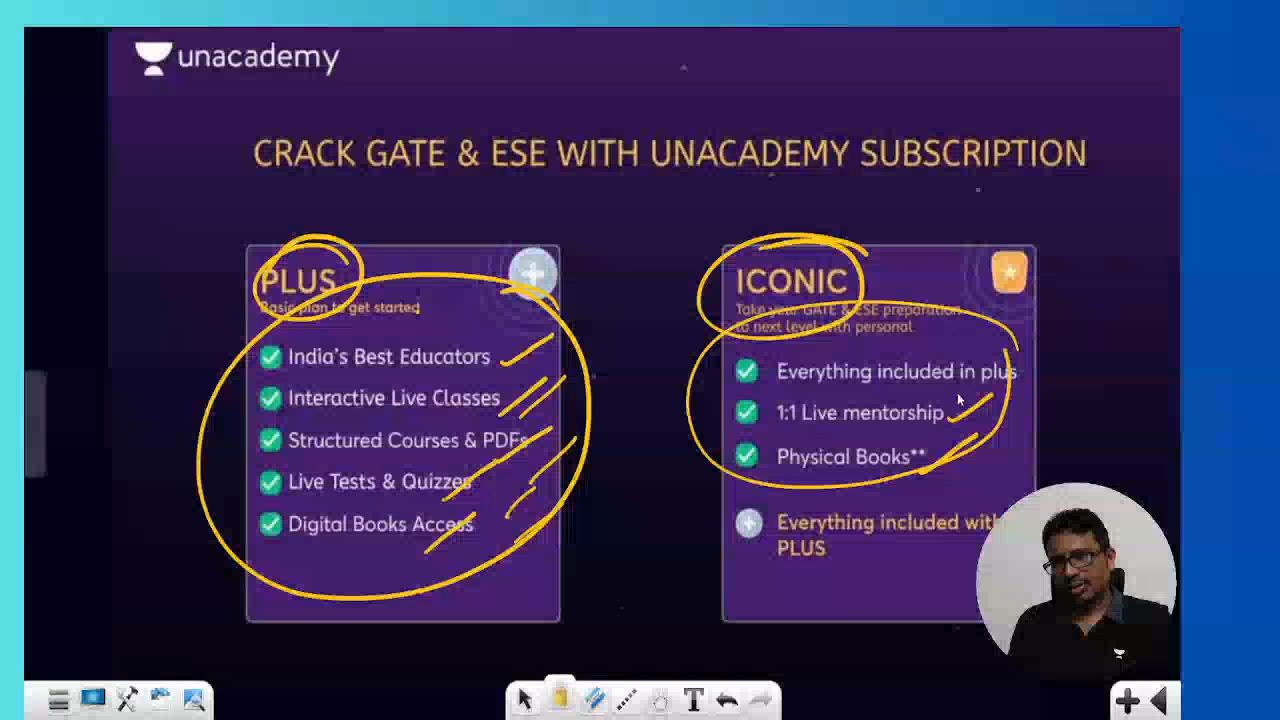 unacademy
CRACK GATE & ESE WITH UNACADEMY SUBSCRIPTION
PLUS
Basic plan to get started
India's Best Educators
Interactive Live Classes
Structured Courses & PDFs
Live Tests & Quizzes
Digital Books Access
ICONIC
Take your GATE & ESE preparation
to next level with personal
Everything included in plus
1:1 Live mentorship
Physical Books**
Everything included with
PLUS
T